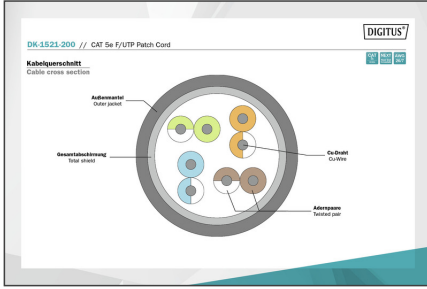 DIGITUS®
DK-1521-200 // CAT 5e F/UTP Patch Cord
Kabelquerschnitt
Cable cross section
Außenmantel
Outer jacket
Gesamtabschirmung
Total shield
Cu-Draht
Cu-Wire
Adernpaare
Twisted pair